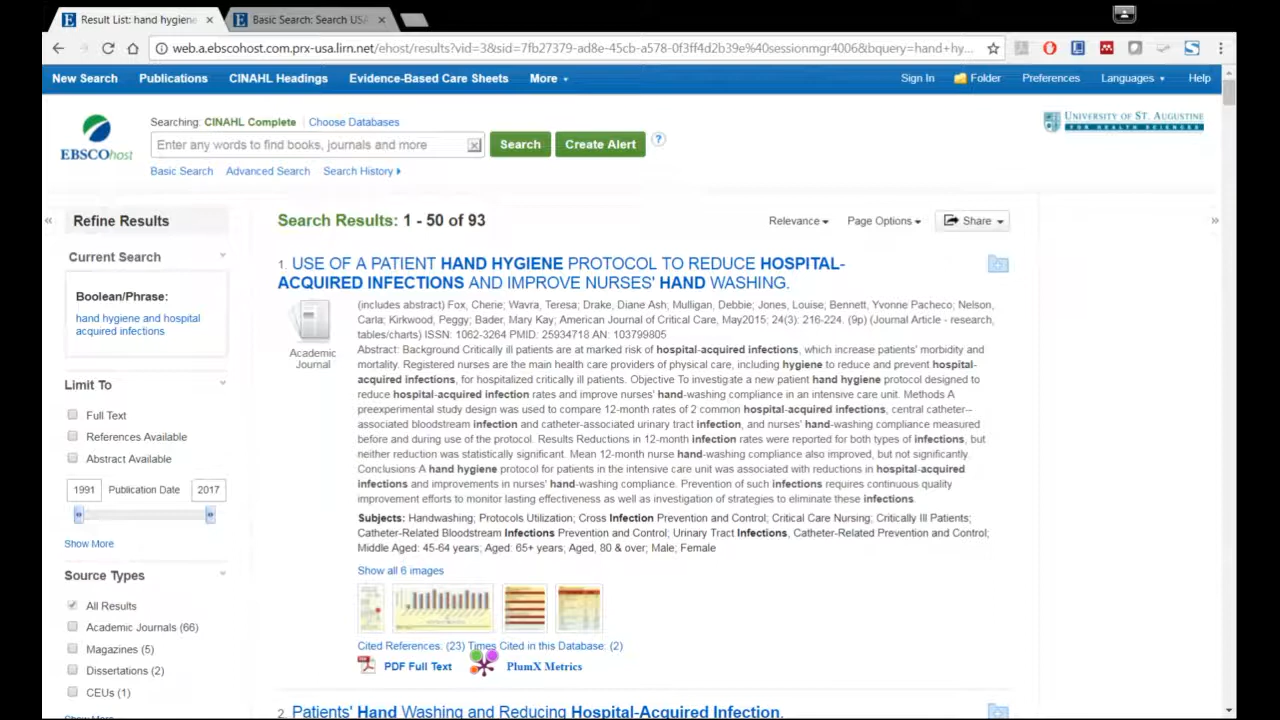 Result List: hand hygiene
Basic Search: Search USA
web.a.ebscohost.com.prx-usa.lirn.net/ehost/results?vid=3&sid=7fb27379-ad8e-45cb-a578-0f3ff4d2b39e%40sessionmgr4006&bquery=hand+hy...
New Search Publications CINAHL Headings Evidence-Based Care Sheets More Sign In Folder Preferences Languages Help
Searching: CINAHL Complete Choose Databases
Enter any words to find books, journals and more
Search
Create Alert
?
Basic Search Advanced Search Search History
EBSCOhost
UNIVERSITY OF ST. AUGUSTINE
FOR HEALTH SCIENCES
Refine Results
Current Search
Boolean/Phrase:
hand hygiene and hospital
acquired infections
Limit To
Full Text
References Available
Abstract Available
1991 Publication Date 2017
Show More
Source Types
All Results
Academic Journals (66)
Magazines (5)
Dissertations (2)
CEUs (1)
Show More
Search Results: 1 - 50 of 93
Relevance Page Options Share
1. USE OF A PATIENT HAND HYGIENE PROTOCOL TO REDUCE HOSPITAL-
ACQUIRED INFECTIONS AND IMPROVE NURSES' HAND WASHING.
Academic
Journal
(includes abstract) Fox, Cherie; Wavra, Teresa; Drake, Diane Ash; Mulligan, Debbie; Jones, Louise; Bennett, Yvonne Pacheco; Nelson,
Carla; Kirkwood, Peggy; Bader, Mary Kay; American Journal of Critical Care, May2015; 24(3): 216-224. (9p) (Journal Article - research,
tables/charts) ISSN: 1062-3264 PMID: 25934718 AN: 103799805
Abstract: Background Critically ill patients are at marked risk of hospital-acquired infections, which increase patients' morbidity and
mortality. Registered nurses are the main health care providers of physical care, including hygiene to reduce and prevent hospital-
acquired infections, for hospitalized critically ill patients. Objective To investigate a new patient hand hygiene protocol designed to
reduce hospital-acquired infection rates and improve nurses' hand-washing compliance in an intensive care unit. Methods A
preexperimental study design was used to compare 12-month rates of 2 common hospital-acquired infections, central catheter--
associated bloodstream infection and catheter-associated urinary tract infection, and nurses' hand-washing compliance measured
before and during use of the protocol. Results Reductions in 12-month infection rates were reported for both types of infections, but
neither reduction was statistically significant. Mean 12-month nurse hand-washing compliance also improved, but not significantly.
Conclusions A hand hygiene protocol for patients in the intensive care unit was associated with reductions in hospital-acquired
infections and improvements in nurses' hand-washing compliance. Prevention of such infections requires continuous quality
improvement efforts to monitor lasting effectiveness as well as investigation of strategies to eliminate these infections.
Subjects: Handwashing; Protocols Utilization; Cross Infection Prevention and Control; Critical Care Nursing; Critically Ill Patients;
Catheter-Related Bloodstream Infections Prevention and Control; Urinary Tract Infections, Catheter-Related Prevention and Control;
Middle Aged: 45-64 years; Aged: 65+ years; Aged, 80 & over; Male; Female
Show all 6 images
Cited References: (23) Times Cited in this Database: (2)
PDF Full Text PlumX Metrics
2. Patients' Hand Washing and Reducing Hospital-Acquired Infection.